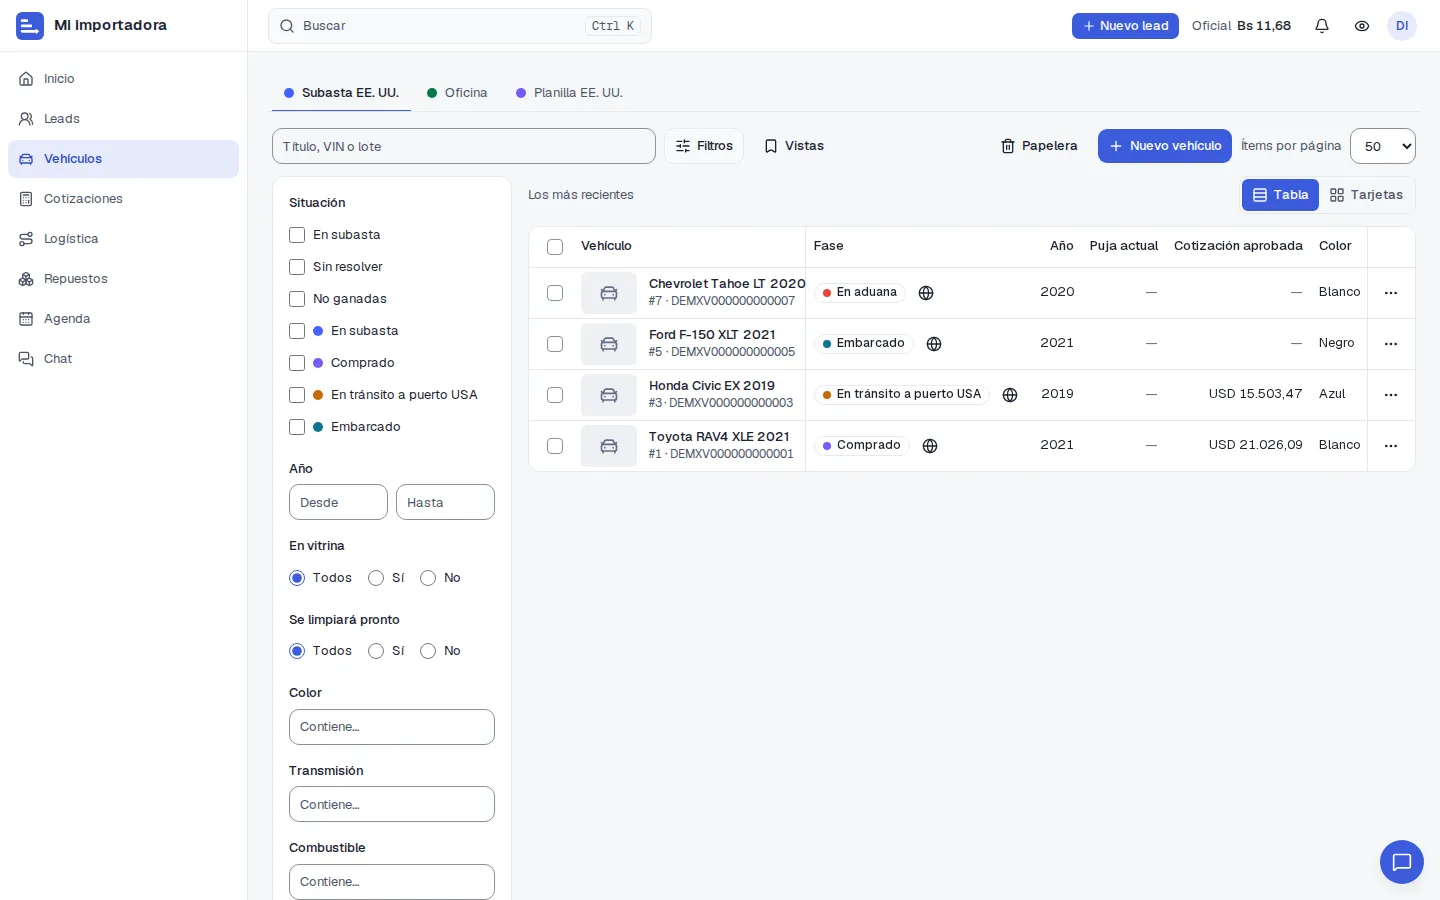 Mi Importadora
Buscar
Ctrl K
Nuevo lead
Oficial Bs 11,68
DI
Inicio
Leads
Vehículos
Cotizaciones
Logística
Repuestos
Agenda
Chat
Subasta EE. UU.
Oficina
Planilla EE. UU.
Título, VIN o lote
Filtros
Vistas
Papelera
Nuevo vehículo
Ítems por página
50
Situación
En subasta
Sin resolver
No ganadas
En subasta
Comprado
En tránsito a puerto USA
Embarcado
Año
Desde
Hasta
En vitrina
Todos Sí No
Se limpiará pronto
Todos Sí No
Color
Contiene...
Transmisión
Contiene...
Combustible
Contiene...
Los más recientes
Tabla
Tarjetas
Vehículo Fase Año Puja actual Cotización aprobada Color
Chevrolet Tahoe LT 2020
#7 · DEMXV000000000007
En aduana 2020 — — Blanco
Ford F-150 XLT 2021
#5 · DEMXV000000000005
Embarcado 2021 — — Negro
Honda Civic EX 2019
#3 · DEMXV000000000003
En tránsito a puerto USA 2019 — USD 15.503,47 Azul
Toyota RAV4 XLE 2021
#1 · DEMXV000000000001
Comprado 2021 — USD 21.026,09 Blanco